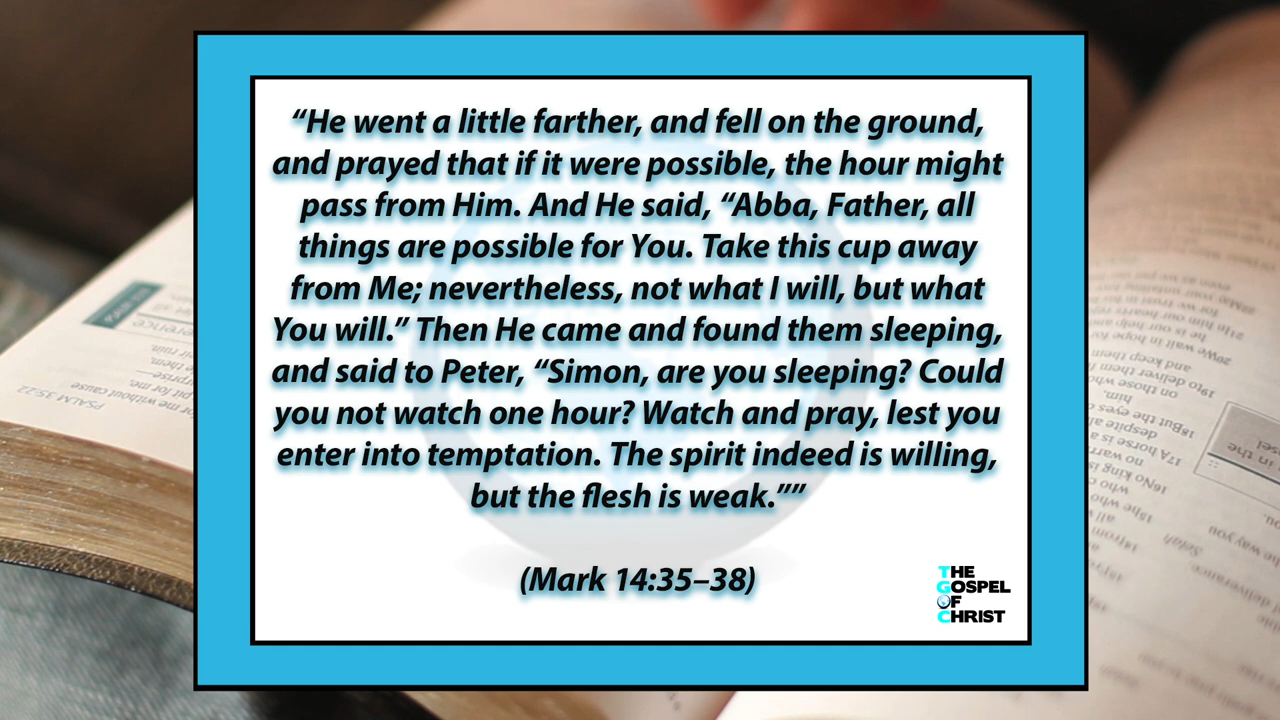 “He went a little farther, and fell on the ground,
and prayed that if it were possible, the hour might
pass from Him. And He said, “Abba, Father, all
things are possible for You. Take this cup away
from Me; nevertheless, not what I will, but what
You will.” Then He came and found them sleeping,
and said to Peter, “Simon, are you sleeping? Could
you not watch one hour? Watch and pray, lest you
enter into temptation. The spirit indeed is willing,
but the flesh is weak.””
(Mark 14:35–38)
THE
GOSPEL
OF
CHRIST
PSALM 35:22